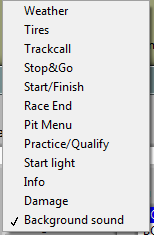 Weather
Tires
Trackcall
Stop&Go
Start/Finish
Race End
Pit Menu
Practice/Qualify
Start light
Info
Damage
Background sound